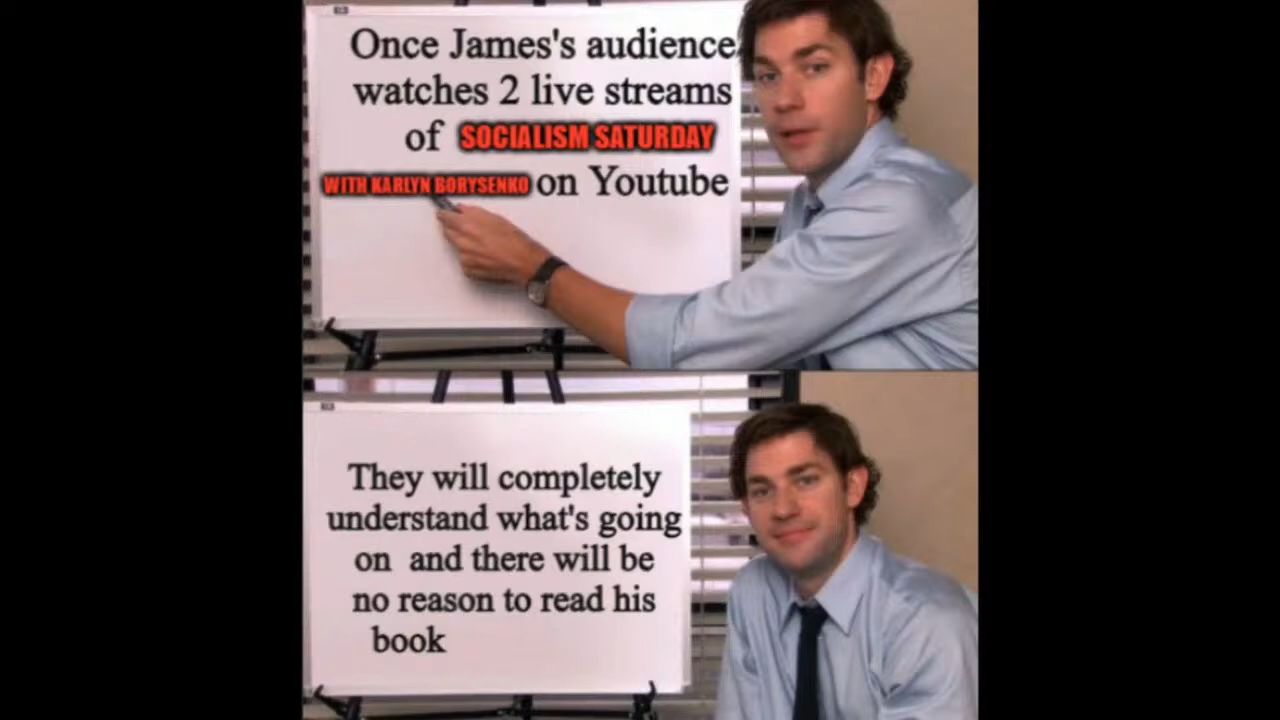 Once James's audience
watches 2 live streams
of SOCIALISM SATURDAY
WITH KARLYN BORYSENKO on Youtube
They will completely
understand what's going
on and there will be
no reason to read his
book